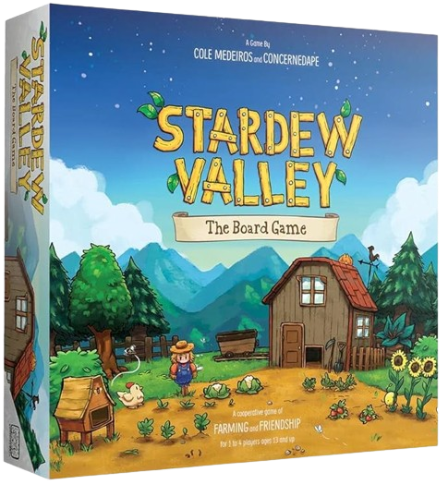 A Game By
COLE MEDEIROS and CONCERNEDAPE
STARDEW
VALLEY
The Board Game
A cooperative game of
FARMING and FRIENDSHIP
for 1 to 4 players ages 13 and up
STARDEW
VALLEY
The Board Game